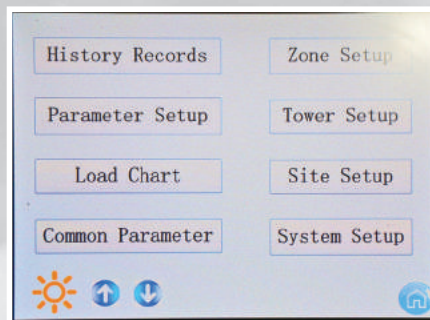 History Records
Zone Setup
Parameter Setup
Tower Setup
Load Chart
Site Setup
Common Parameter
System Setup